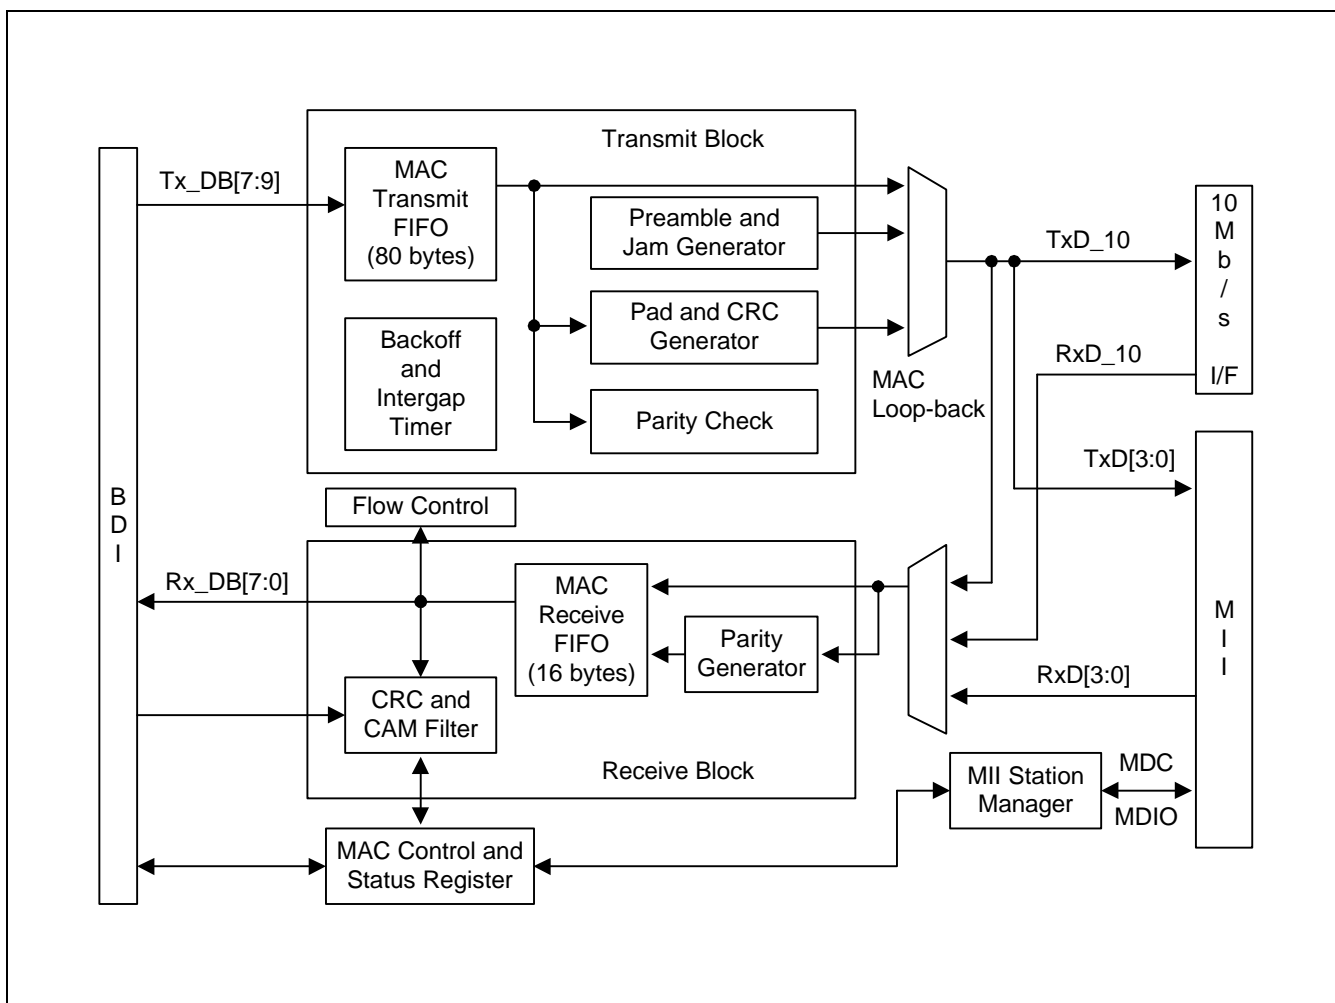 Transmit Block
Tx_DB[7:9]
MAC
Transmit
FIFO
(80 bytes)
Preamble and
Jam Generator
Pad and CRC
Generator
Backoff
and
Intergap
Timer
Parity Check
MAC
Loop-back
TxD_10
RxD_10
10
M
b
/
s
I/F
TxD[3:0]
B
D
I
Flow Control
Rx_DB[7:0]
MAC
Receive
FIFO
(16 bytes)
Parity
Generator
CRC and
CAM Filter
Receive Block
RxD[3:0]
M
I
I
MII Station
Manager
MDC
MDIO
MAC Control and
Status Register